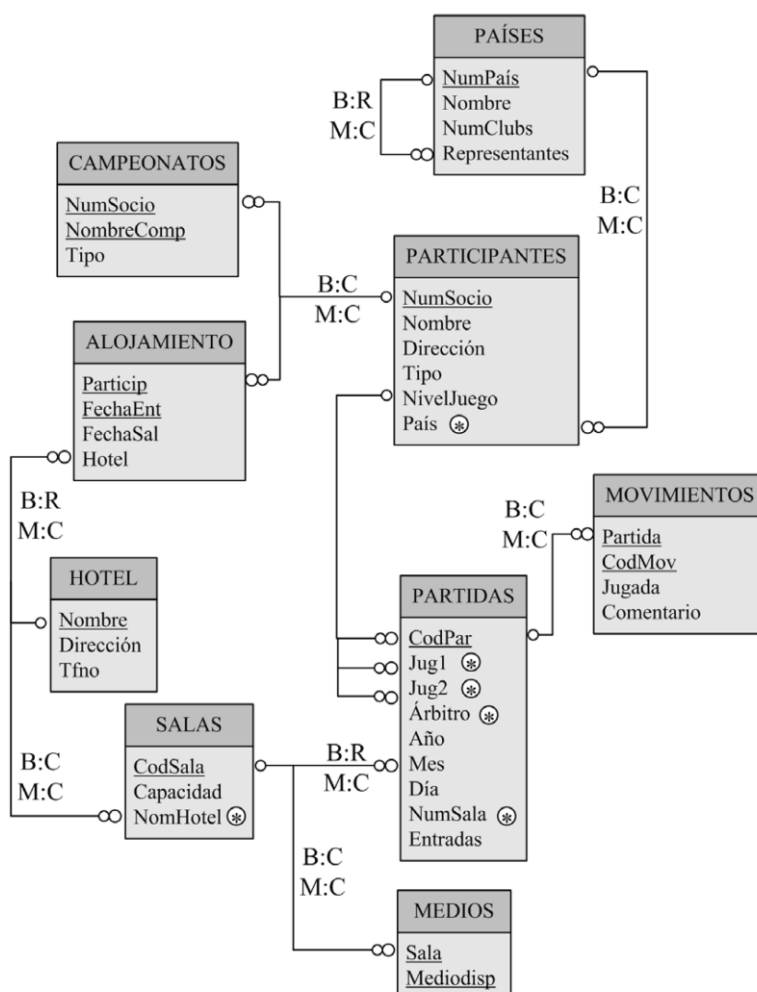 PAÍSES
NumPaís
Nombre
NumClubs
Representantes
B:R
M:C
CAMPEONATOS
NumSocio
NombreComp
Tipo
B:C
M:C
PARTICIPANTES
NumSocio
Nombre
Dirección
Tipo
NivelJuego
País *
B:C
M:C
ALOJAMIENTO
Particip
FechaEnt
FechaSal
Hotel
B:R
M:C
MOVIMIENTOS
Partida
CodMov
Jugada
Comentario
B:C
M:C
HOTEL
Nombre
Dirección
Tfno
PARTIDAS
CodPar
Jug1 *
Jug2 *
Árbitro *
Año
Mes
Día
NumSala *
Entradas
SALAS
CodSala
Capacidad
NomHotel *
B:R
M:C
B:C
M:C
B:C
M:C
MEDIOS
Sala
Mediodisp